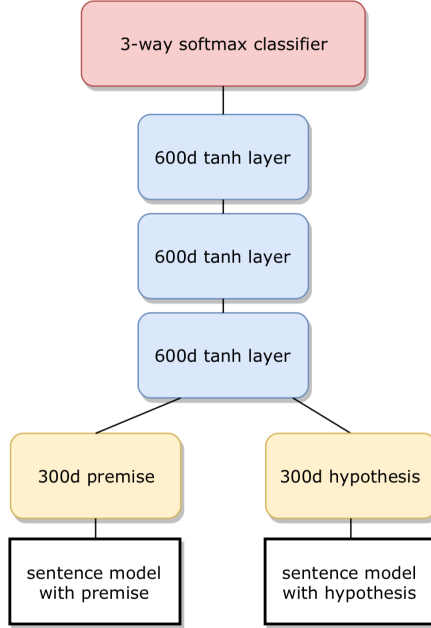 3-way softmax classifier
600d tanh layer
600d tanh layer
600d tanh layer
300d premise
300d hypothesis
sentence model
with premise
sentence model
with hypothesis